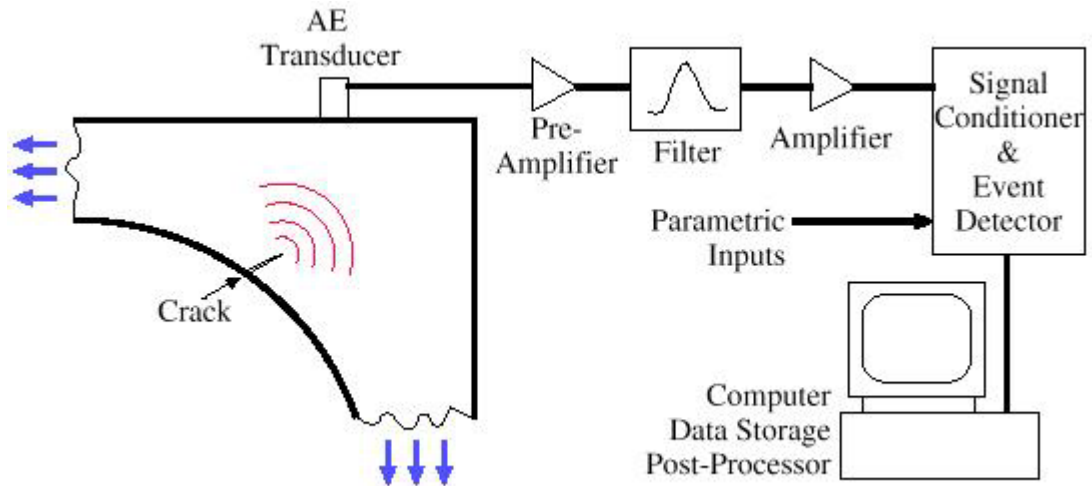 AE
Transducer
Pre-
Amplifier
Filter
Amplifier
Signal
Conditioner
&
Event
Detector
Parametric
Inputs
Crack
Computer
Data Storage
Post-Processor